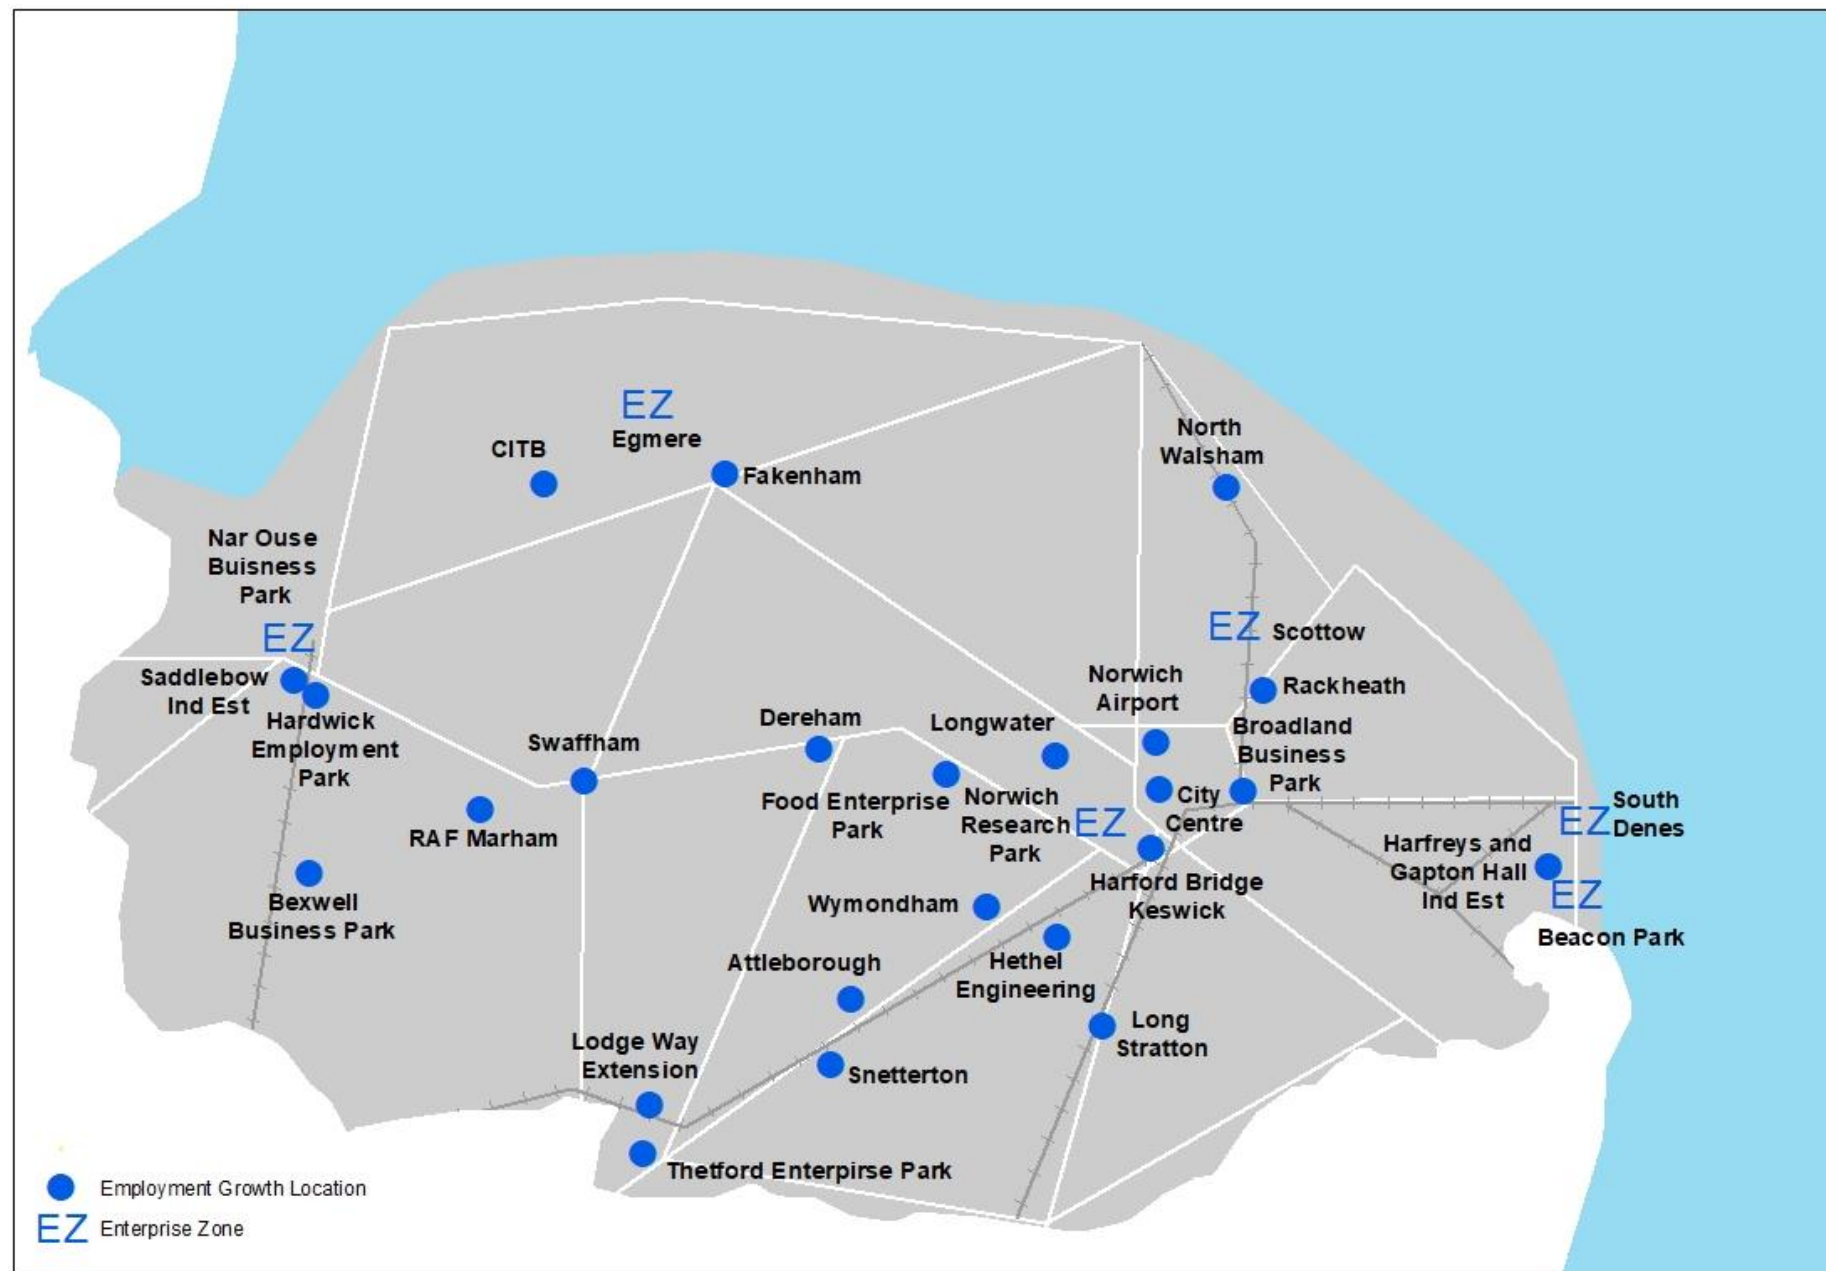 EZ
Egmere
CITB
Fakenham
North
Walsham
Nar Ouse
Buisness
Park
EZ
Saddlebow
Ind Est
Hardwick
Employment
Park
EZ
Scottow
Rackheath
Norwich
Airport
Broadland
Business
Park
Longwater
Dereham
Swaffham
RAF Marham
Food Enterprise
Park
Norwich
Research
Park
EZ
City
Centre
EZ
South
Denes
Harfreys and
Gapton Hall
Ind Est
EZ
Beacon Park
Harford Bridge
Keswick
Bexwell
Business Park
Wymondham
Hethel
Engineering
Attleborough
Long
Stratton
Lodge Way
Extension
Snetterton
Thetford Enterpirse Park
Employment Growth Location
EZ Enterprise Zone